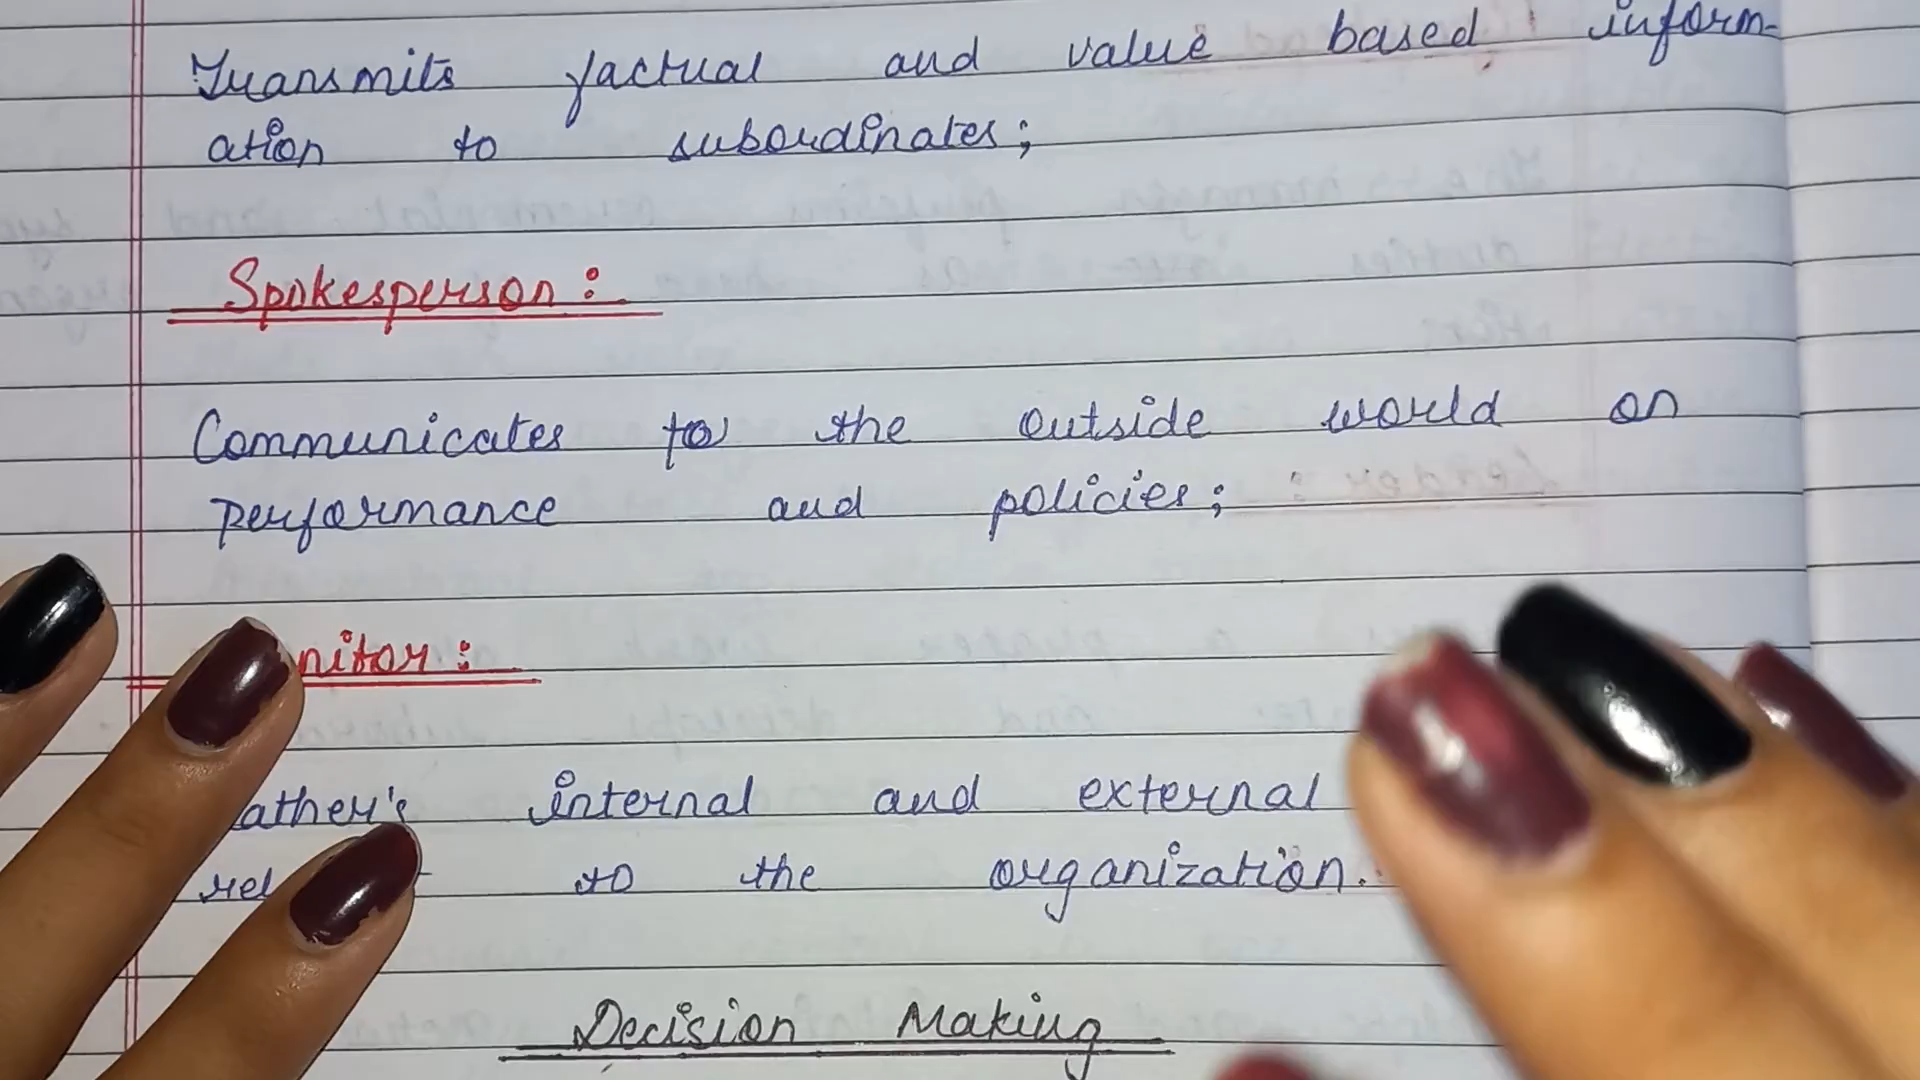 Transmits factual and value based inform-
ation to subordinates;
Spokesperson:
Communicates to the outside world on
performance and policies;
nitor:
ather's internal and external
rel to the organization.
Decision Making